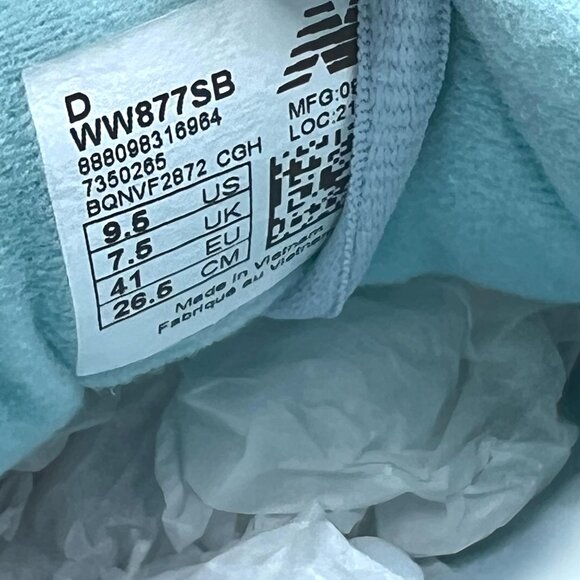 D
WW877SB
888098316964
7350265
BQNVF2872 CGH
9.5 US
7.5 UK
41 EU
26.5 CM
MFG:0
LOC:21
Made in Vietnam
Fabriqué au Vietnam